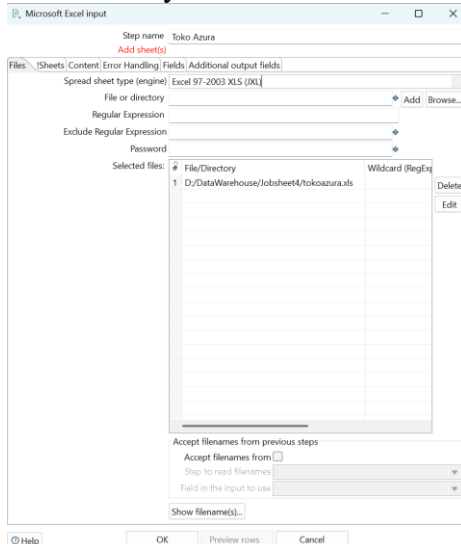 Microsoft Excel input
Step name Toko Azura
Add sheet(s)
Files !Sheets Content Error Handling Fields Additional output fields
Spread sheet type (engine) Excel 97-2003 XLS (JXL)
File or directory Add Browse...
Regular Expression
Exclude Regular Expression
Password
Selected files: # File/Directory Wildcard (RegExp
1 D:/DataWarehouse/Jobsheet4/tokoazura.xls
Delete
Edit
Accept filenames from previous steps
Accept filenames from
Step to read filenames
Field in the input to use
Show filename(s)...
Help OK Preview rows Cancel